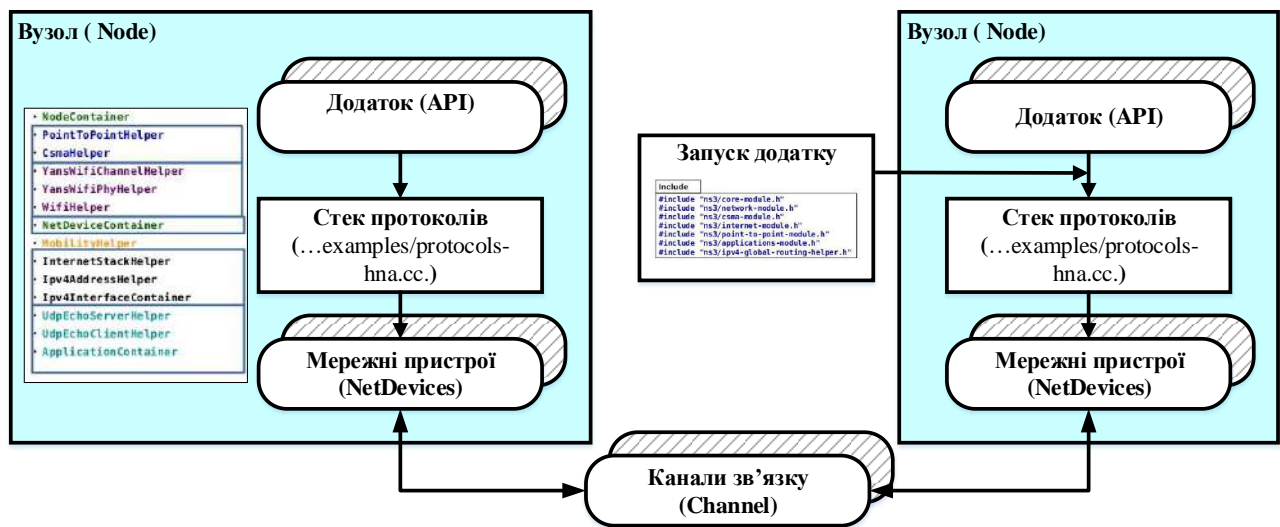 Вузол ( Node)
Додаток (API)
· NodeContainer
· PointToPointHelper
· CsmaHelper
· YansWifiChannelHelper
· YansWifiPhyHelper
· WifiHelper
· NetDeviceContainer
· MobilityHelper
· InternetStackHelper
· Ipv4AddressHelper
· Ipv4InterfaceContainer
· UdpEchoServerHelper
· UdpEchoClientHelper
· ApplicationContainer
Стек протоколів
(…examples/protocols-
hna.cc.)
Мережні пристрої
(NetDevices)
Запуск додатку
include
#include "ns3/core-module.h"
#include "ns3/network-module.h"
#include "ns3/csma-module.h"
#include "ns3/internet-module.h"
#include "ns3/point-to-point-module.h"
#include "ns3/applications-module.h"
#include "ns3/ipv4-global-routing-helper.h"
Вузол ( Node)
Додаток (API)
Стек протоколів
(…examples/protocols-
hna.cc.)
Мережні пристрої
(NetDevices)
Канали зв’язку
(Channel)